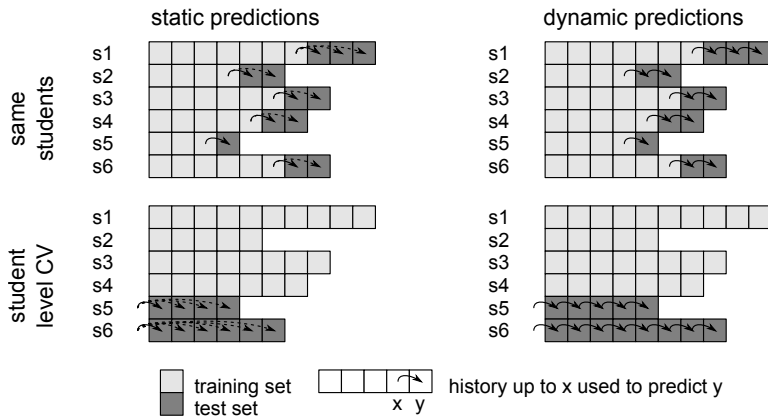 static predictions
dynamic predictions
same
students
s1
s2
s3
s4
s5
s6
s1
s2
s3
s4
s5
s6
student
level CV
s1
s2
s3
s4
s5
s6
s1
s2
s3
s4
s5
s6
training set
test set
x y
history up to x used to predict y